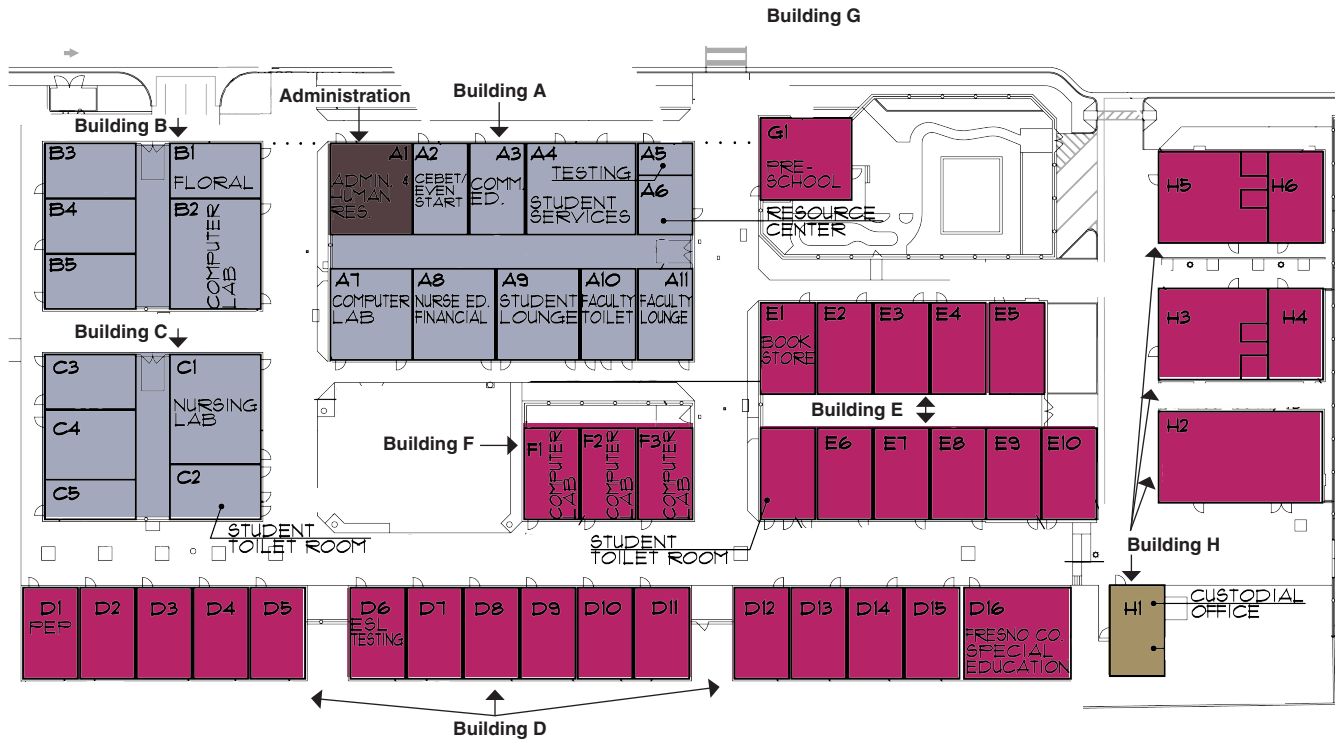 Building G
Administration
Building A
Building B
B3
B4
B5
B1
FLORAL
B2
COMPUTER
LAB
A1
ADMIN.
HUMAN
RES.
A2
CEBET/
EVEN
START
A3
COMM.
ED.
A4
TESTING
STUDENT
SERVICES
A5
A6
A7
COMPUTER
LAB
A8
NURSE ED.
FINANCIAL
A9
STUDENT
LOUNGE
A10
FACULTY
TOILET
A11
FACULTY
LOUNGE
G1
PRE-
SCHOOL
RESOURCE
CENTER
H5
H6
H3
H4
H2
Building C
C3
C4
C5
C1
NURSING
LAB
C2
STUDENT
TOILET ROOM
Building F
F1
COMPUTER
LAB
F2
COMPUTER
LAB
F3
COMPUTER
LAB
E1
BOOK
STORE
E2
E3
E4
E5
Building E
E6
E7
E8
E9
E10
STUDENT
TOILET ROOM
Building H
H1
CUSTODIAL
OFFICE
D1
PEP
D2
D3
D4
D5
D6
ESL
TESTING
D7
D8
D9
D10
D11
D12
D13
D14
D15
D16
FRESNO CO.
SPECIAL
EDUCATION
Building D